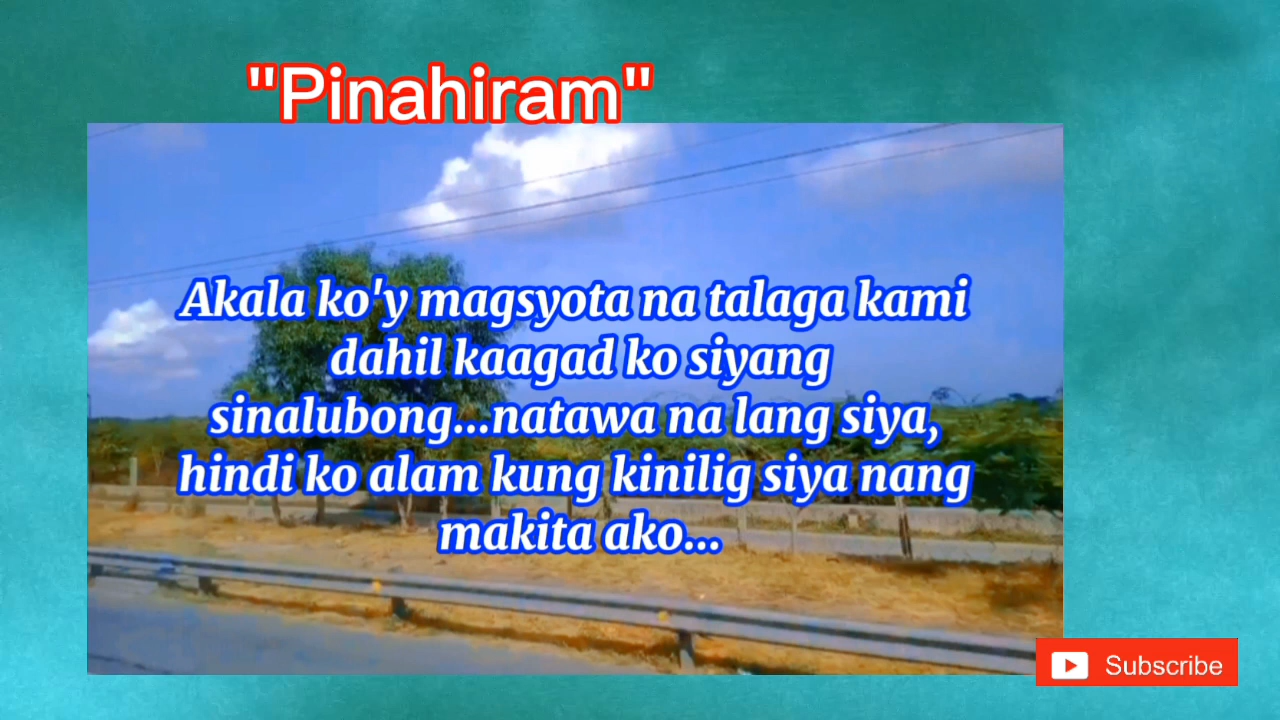 "Pinahiram"
Akala ko'y magsyota na talaga kami
dahil kaagad ko siyang
sinalubong...natawa na lang siya,
hindi ko alam kung kinilig siya nang
makita ako...
Subscribe